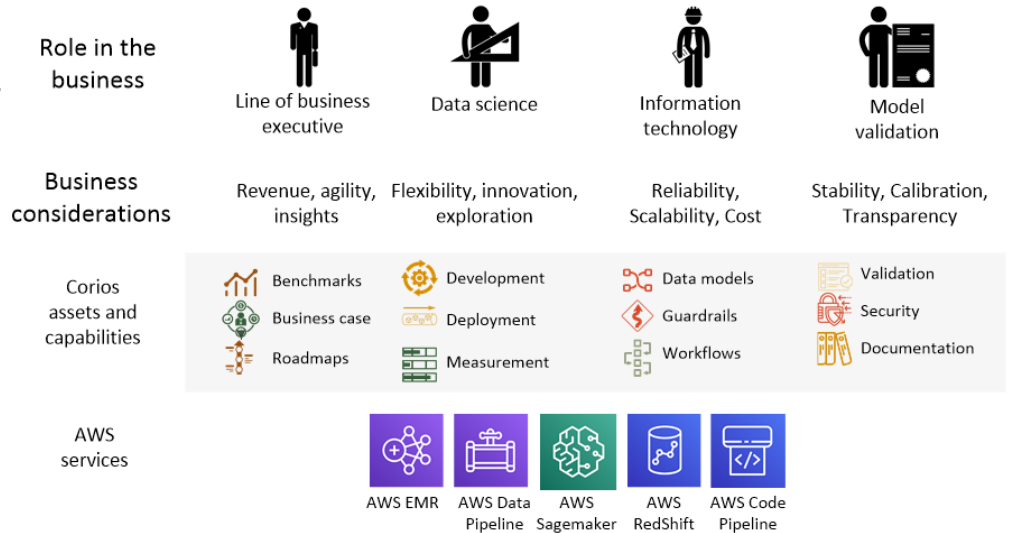 Role in the
business
Line of business
executive
Data science
Information
technology
Model
validation
Business
considerations
Revenue, agility,
insights
Flexibility, innovation,
exploration
Reliability,
Scalability, Cost
Stability, Calibration,
Transparency
Corios
assets and
capabilities
Benchmarks
Business case
Roadmaps
Development
Deployment
Measurement
Data models
Guardrails
Workflows
Validation
Security
Documentation
AWS
services
</>
AWS EMR
AWS Data
Pipeline
AWS
Sagemaker
AWS
RedShift
AWS Code
Pipeline